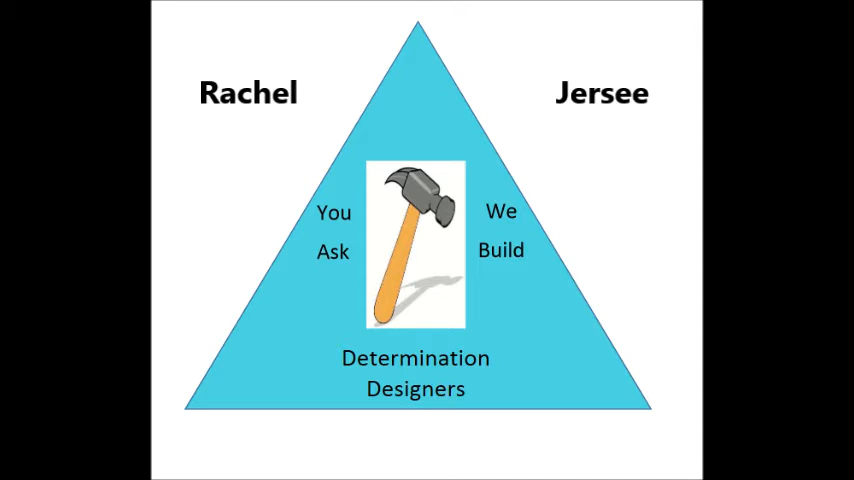 Rachel
Jersee
You
Ask
We
Build
Determination
Designers